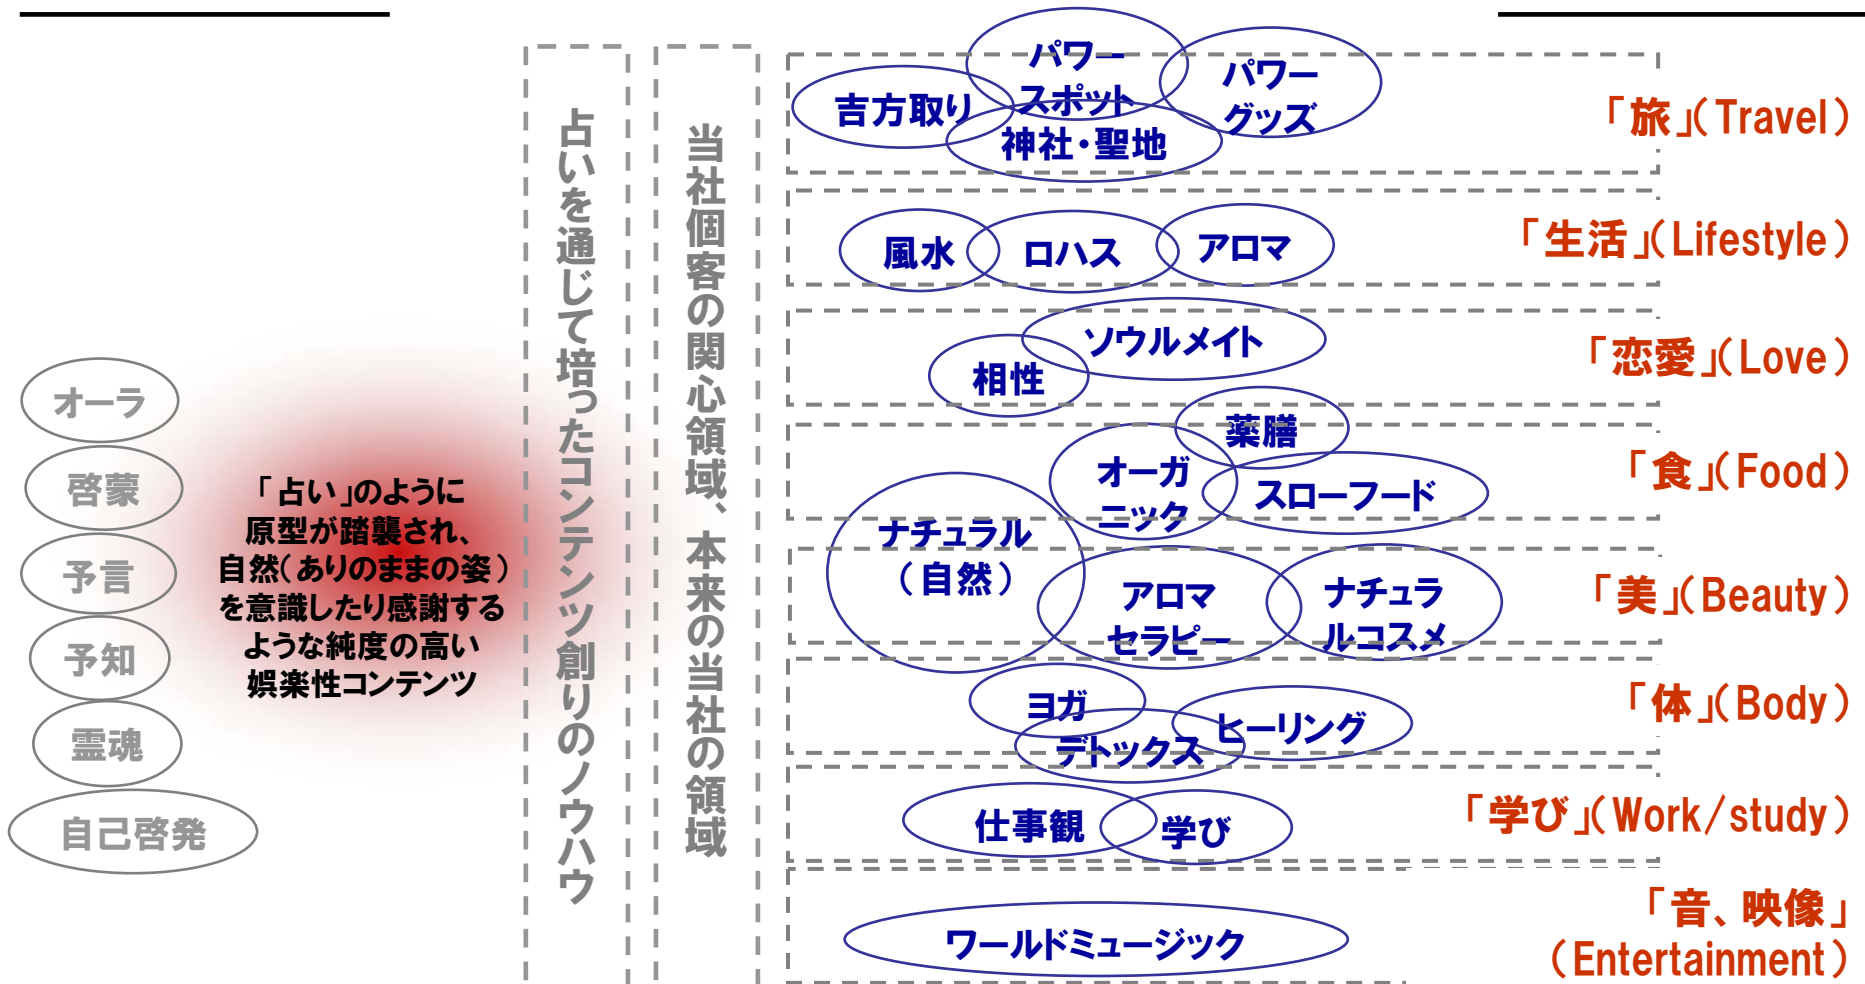 オーラ
啓蒙
予言
予知
霊魂
自己啓発
「占い」のように
原型が踏襲され、
自然(ありのままの姿)
を意識したり感謝する
ような純度の高い
娯楽性コンテンツ
占いを通じて培ったコンテンツ創りのノウハウ
当社個客の関心領域、本来の当社の領域
パワー
スポット
パワー
グッズ
吉方取り
神社・聖地
「旅」(Travel)
風水
ロハス
アロマ
「生活」(Lifestyle)
ソウルメイト
相性
「恋愛」(Love)
薬膳
オーガ
ニック
スローフード
「食」(Food)
ナチュラル
(自然)
アロマ
セラピー
ナチュラ
ルコスメ
「美」(Beauty)
ヨガ
デトックス
ヒーリング
「体」(Body)
仕事観
学び
「学び」(Work/study)
ワールドミュージック
「音、映像」
(Entertainment)